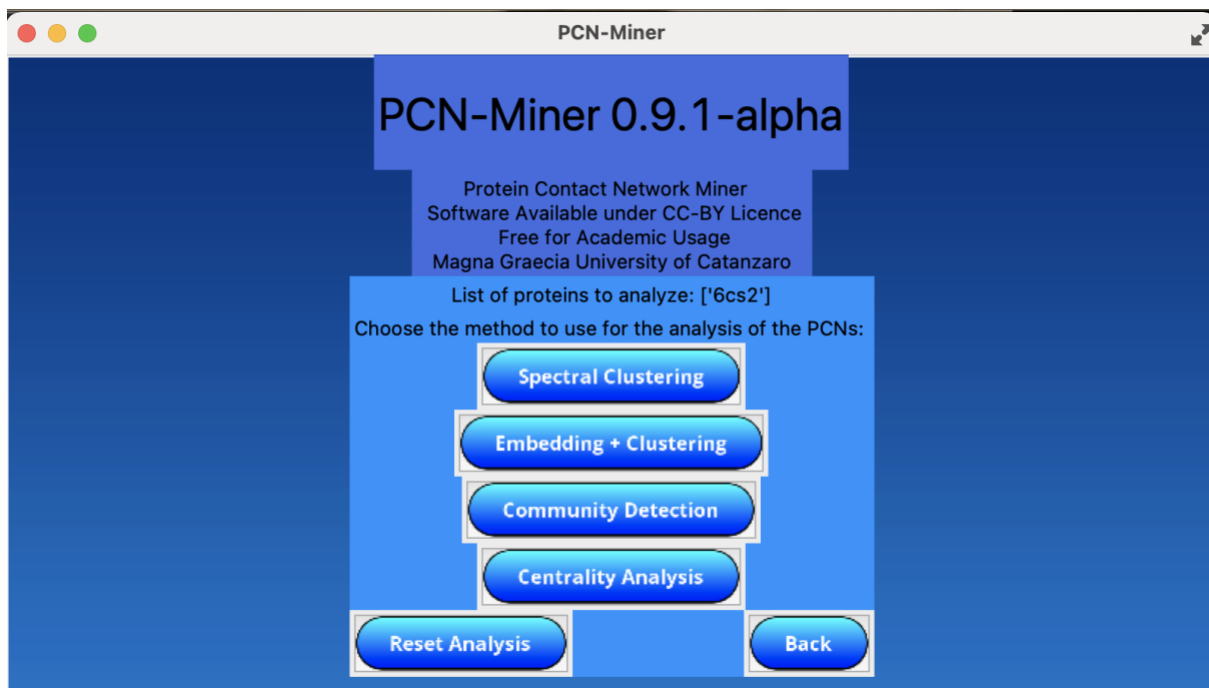 PCN-Miner
PCN-Miner 0.9.1-alpha
Protein Contact Network Miner
Software Available under CC-BY Licence
Free for Academic Usage
Magna Graecia University of Catanzaro
List of proteins to analyze: ['6cs2']
Choose the method to use for the analysis of the PCNs:
Spectral Clustering
Embedding + Clustering
Community Detection
Centrality Analysis
Reset Analysis
Back